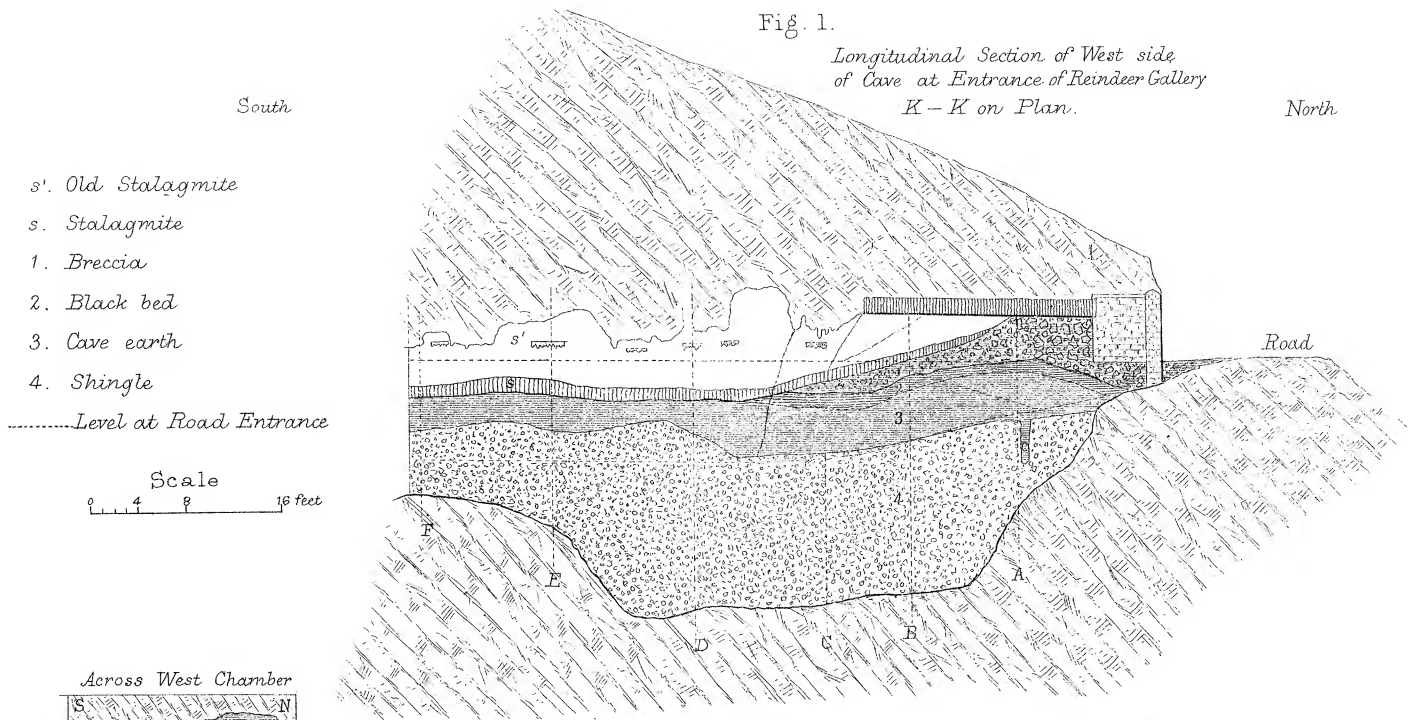 Fig. 1.
Longitudinal Section of West side
of Cave at Entrance of Reindeer Gallery
K – K on Plan.
South
North
s'. Old Stalagmite
s. Stalagmite
1. Breccia
2. Black bed
3. Cave earth
4. Shingle
Level at Road Entrance
Scale
0 4 8 16 feet
s'
Road
s
1
3
4
F
E
D
C
B
A
Across West Chamber
S N